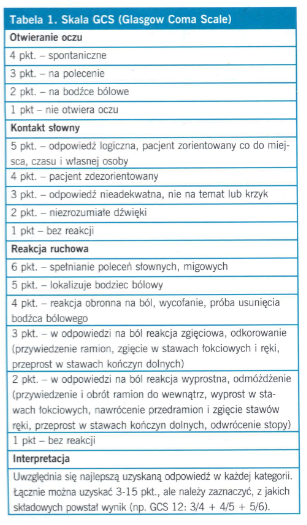 Tabela 1. Skala GCS (Glasgow Coma Scale)
Otwieranie oczu
4 pkt. – spontaniczne
3 pkt. – na polecenie
2 pkt. – na bodźce bólowe
1 pkt – nie otwiera oczu
Kontakt słowny
5 pkt. – odpowiedź logiczna, pacjent zorientowany co do miej-
sca, czasu i własnej osoby
4 pkt. – pacjent zdezorientowany
3 pkt. – odpowiedź nieadekwatna, nie na temat lub krzyk
2 pkt. – niezrozumiałe dźwięki
1 pkt – bez reakcji
Reakcja ruchowa
6 pkt. – spełnianie poleceń słownych, migowych
5 pkt. – lokalizuje bodziec bólowy
4 pkt. – reakcja obronna na ból, wycofanie, próba usunięcia
bodźca bólowego
3 pkt. – w odpowiedzi na ból reakcja zgięciowa, odkorowanie
(przywiedzenie ramion, zgięcie w stawach łokciowych i ręki,
przeprost w stawach kończyn dolnych)
2 pkt. – w odpowiedzi na ból reakcja wyprostna, odmóżdżenie
(przywiedzenie i obrót ramion do wewnątrz, wyprost w sta-
wach łokciowych, nawrócenie przedramion i zgięcie stawów
ręki, przeprost w stawach kończyn dolnych, odwrócenie stopy)
1 pkt – bez reakcji
Interpretacja
Uwzględnia się najlepszą uzyskaną odpowiedź w każdej kategorii.
Łącznie można uzyskać 3-15 pkt., ale należy zaznaczyć, z jakich
składowych powstał wynik (np. GCS 12: 3/4 + 4/5 + 5/6).